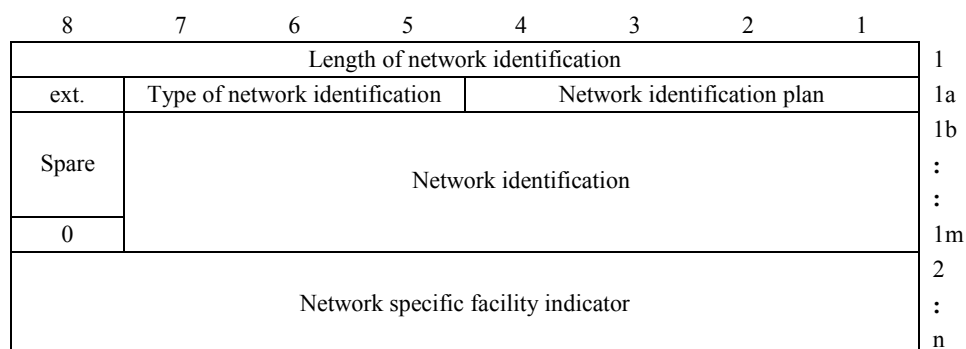 8 7 6 5 4 3 2 1
Length of network identification 1
ext. Type of network identification Network identification plan 1a
1b
Spare Network identification :
:
0 1m
2
Network specific facility indicator :
n